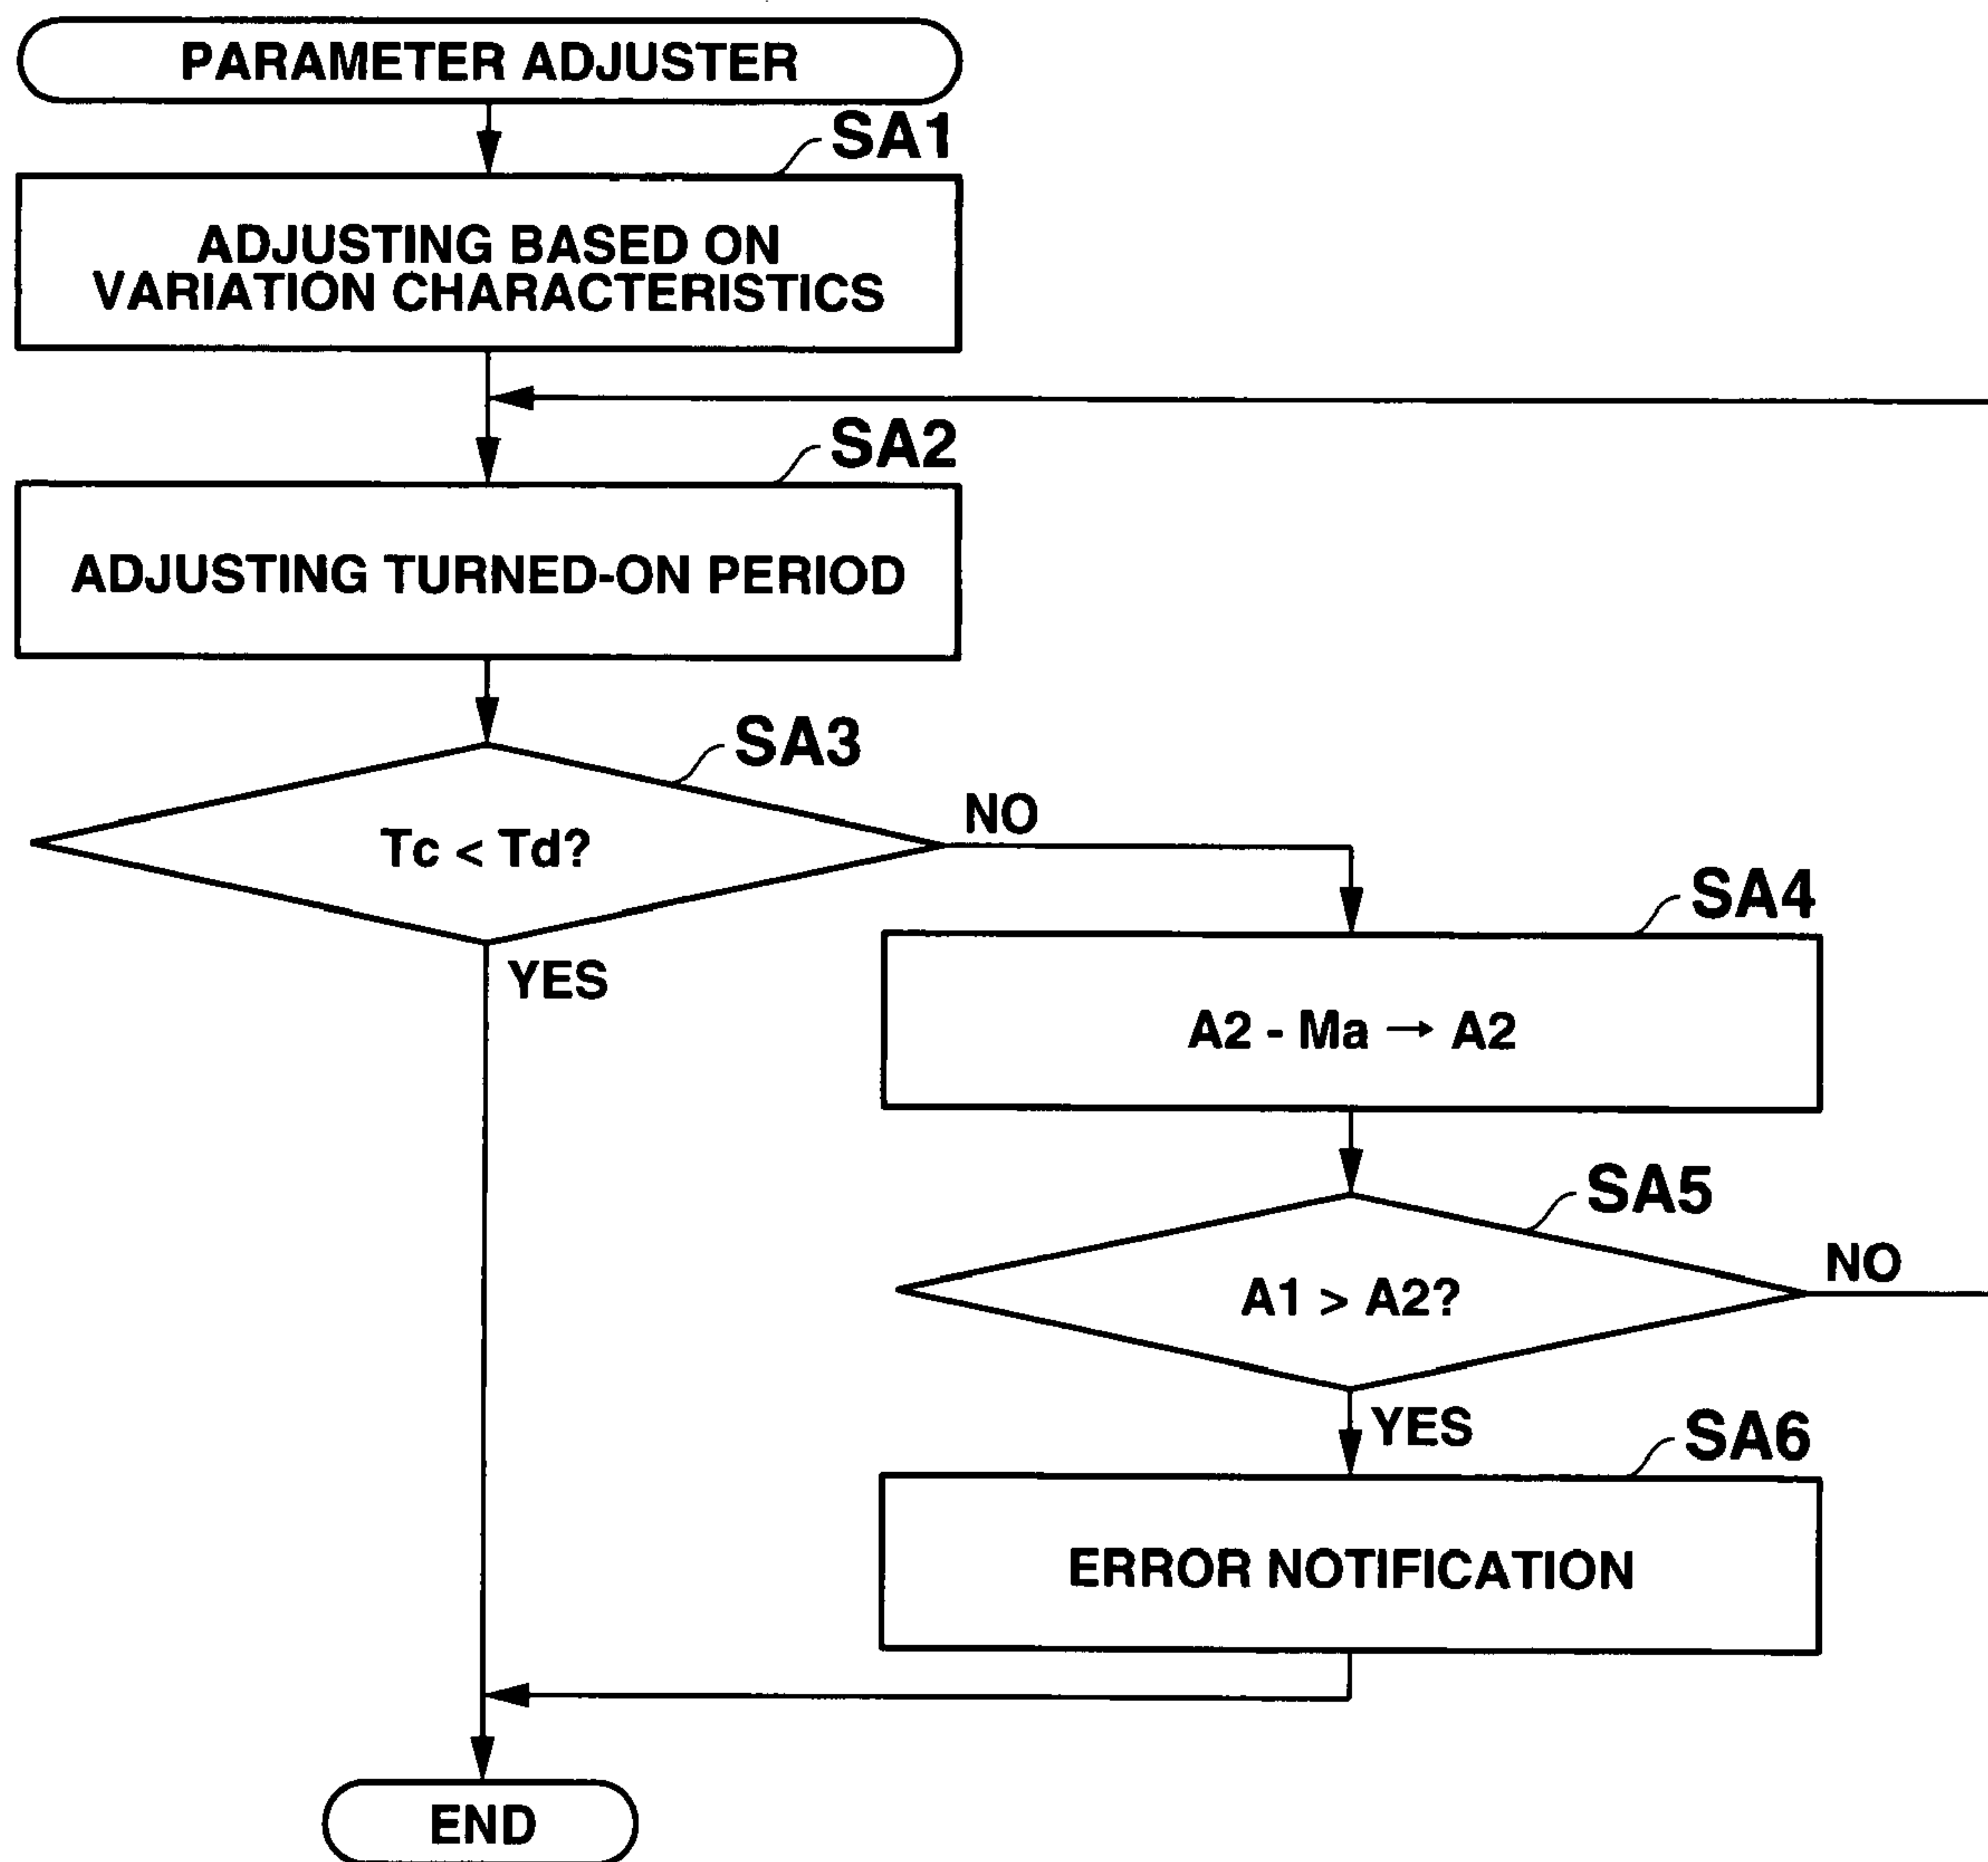 PARAMETER ADJUSTER
SA1
ADJUSTING BASED ON
VARIATION CHARACTERISTICS
SA2
ADJUSTING TURNED-ON PERIOD
SA3
Tc < Td?
NO
YES
SA4
A2 - Ma → A2
SA5
A1 > A2?
NO
YES
SA6
ERROR NOTIFICATION
END